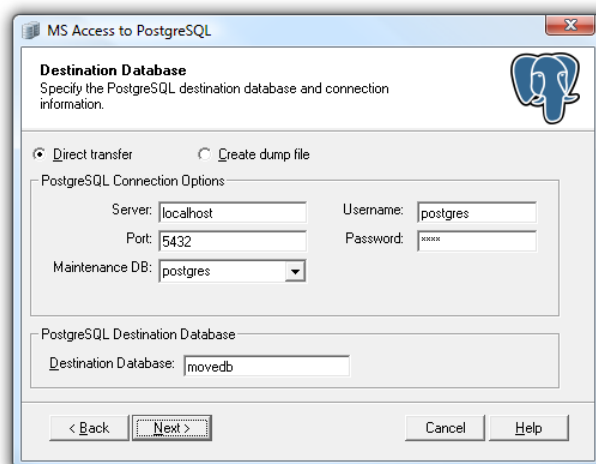 MS Access to PostgreSQL
Destination Database
Specify the PostgreSQL destination database and connection
information.
Direct transfer
Create dump file
PostgreSQL Connection Options
Server: localhost
Username: postgres
Port: 5432
Password: ****
Maintenance DB: postgres
PostgreSQL Destination Database
Destination Database: movedb
< Back
Next >
Cancel
Help